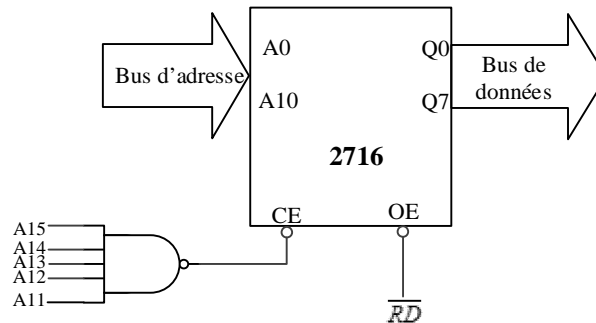 A0
Q0
Bus d'adresse
Bus de
données
A10
Q7
2716
CE
OE
A15
A14
A13
A12
A11
RD